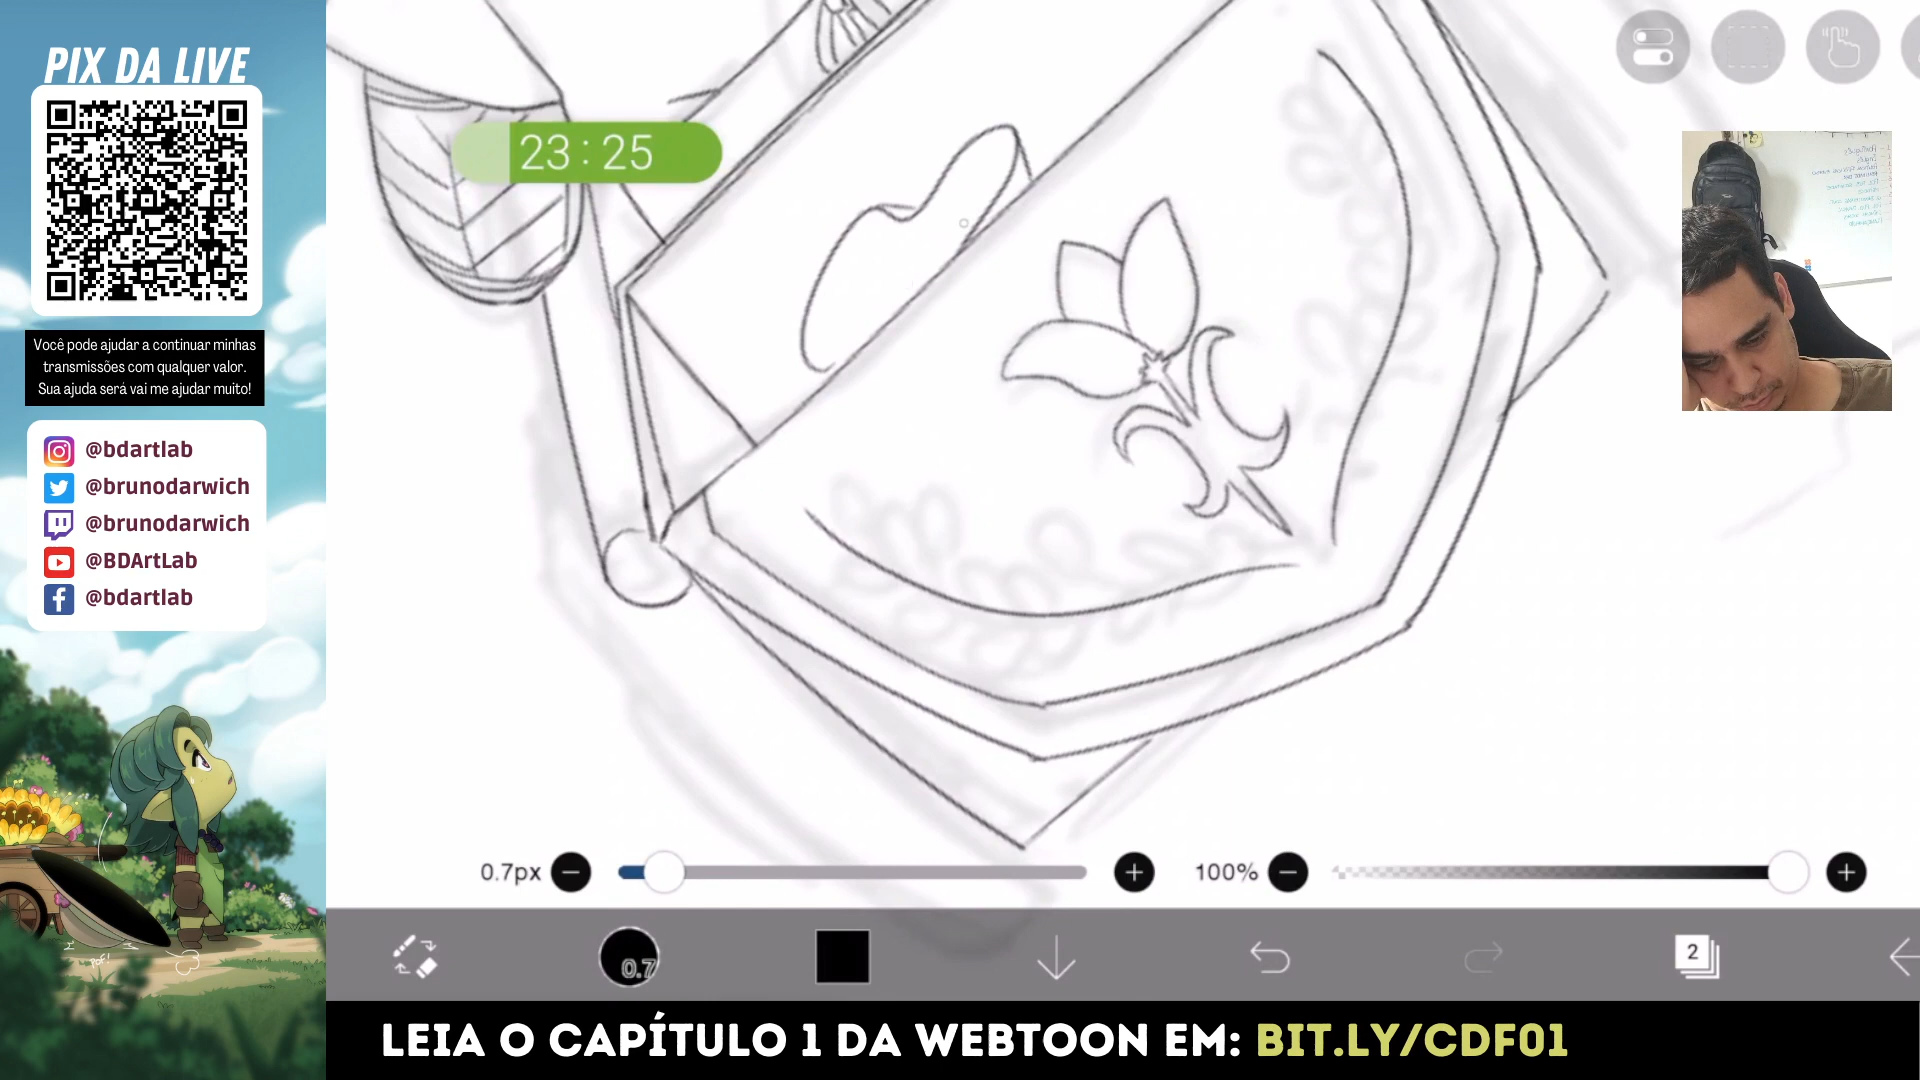 PIX DA LIVE
Você pode ajudar a continuar minhas
transmissões com qualquer valor.
Sua ajuda será vai me ajudar muito!
@bdartlab
@brunodarwich
@brunodarwich
@BDArtLab
@bdartlab
23:25
POF!
0.7px
100%
0.7
2
LEIA O CAPÍTULO 1 DA WEBTOON EM: BIT.LY/CDF01